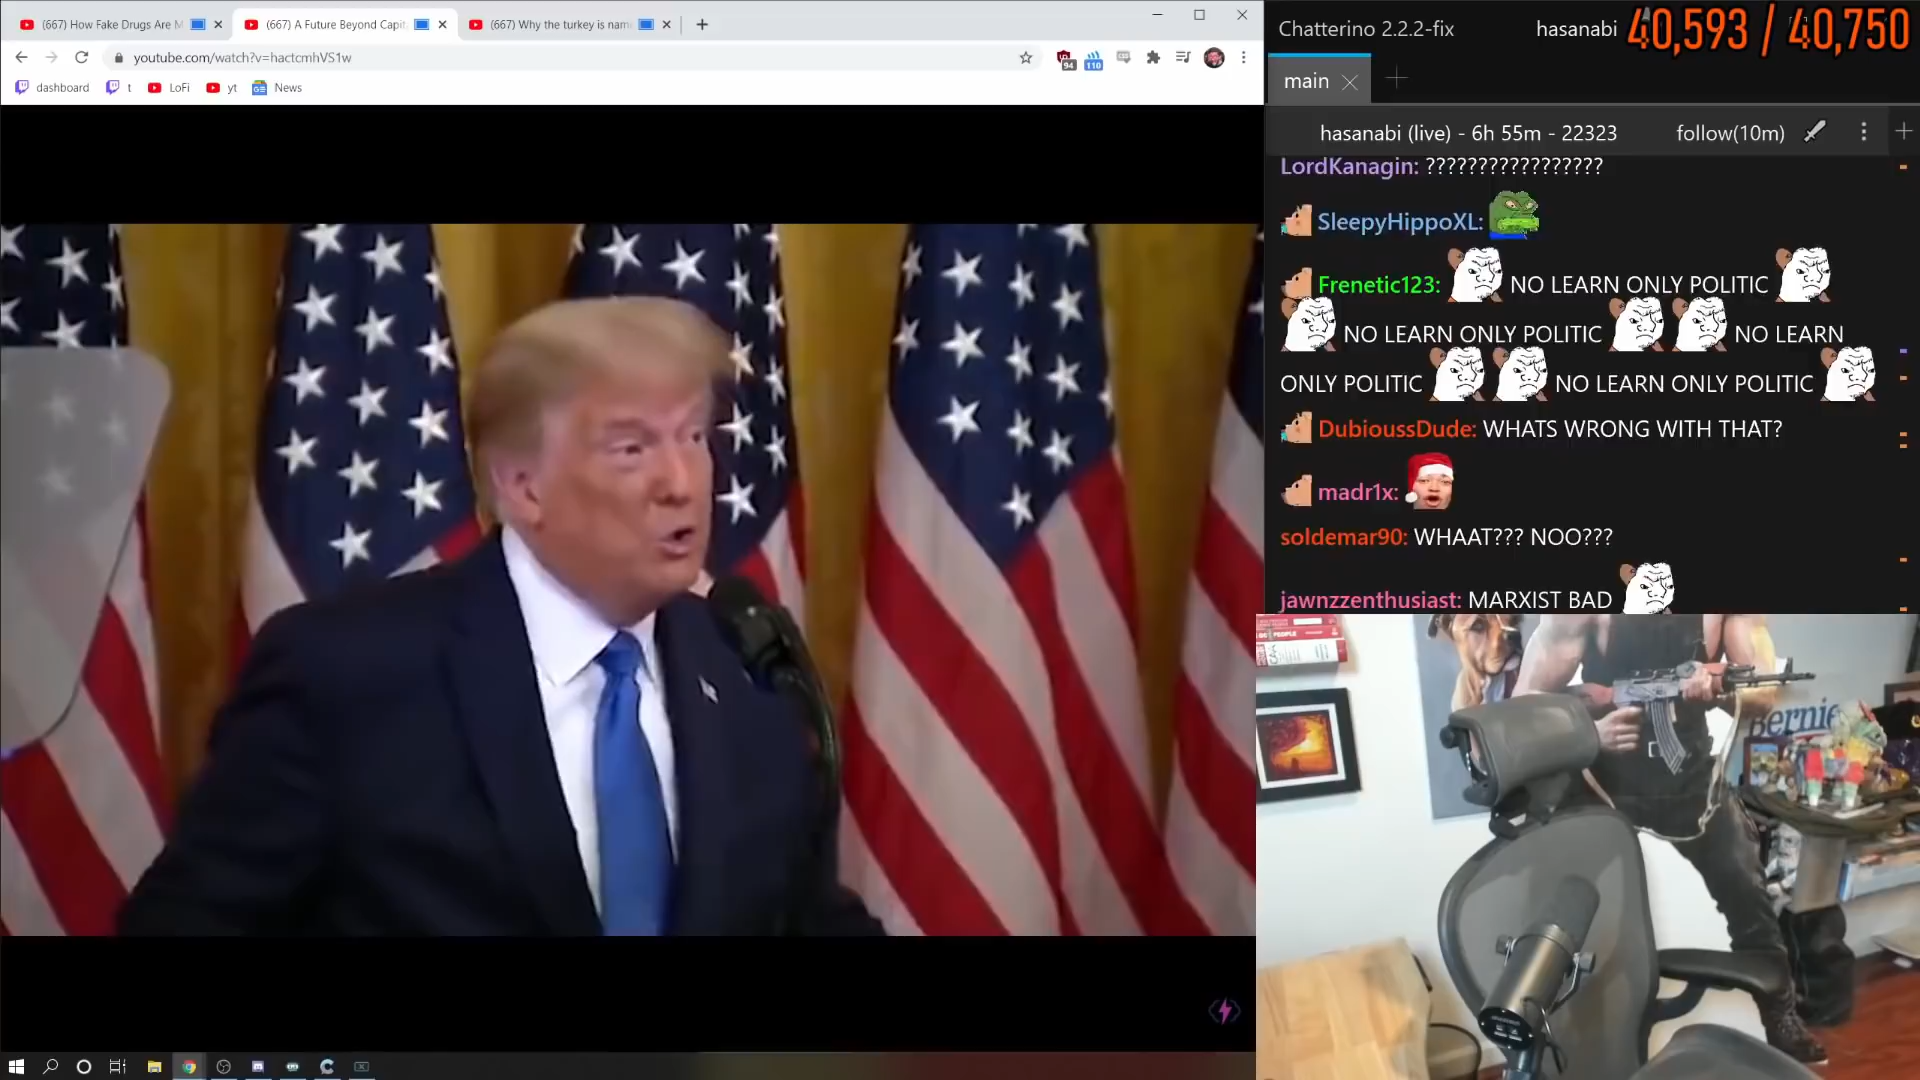 (667) How Fake Drugs Are M
(667) A Future Beyond Capit
(667) Why the turkey is nam
youtube.com/watch?v=hactcmhVS1w
94
110
dashboard
t
LoFi
yt
News
Chatterino 2.2.2-fix
hasanabi
40,593 / 40,750
main
hasanabi (live) - 6h 55m - 22323
follow(10m)
LordKanagin: ?????????????????
SleepyHippoXL:
Frenetic123: NO LEARN ONLY POLITIC
NO LEARN ONLY POLITIC NO LEARN
ONLY POLITIC NO LEARN ONLY POLITIC
DubioussDude: WHATS WRONG WITH THAT?
madr1x:
soldemar90: WHAAT??? NOO???
jawnzzenthusiast: MARXIST BAD
PEOPLE
Bernie